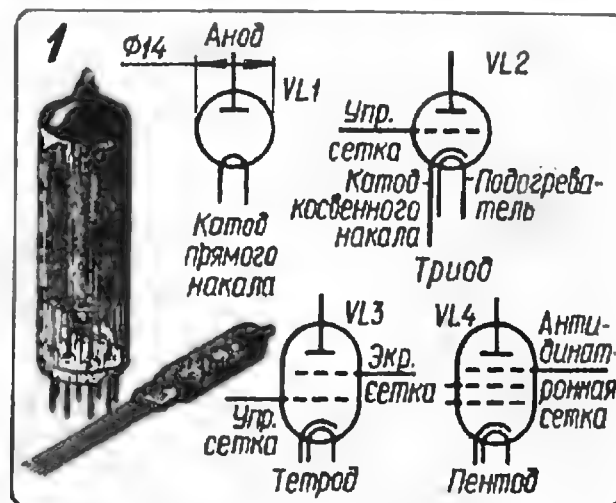 1
Ф14
Анод
VL1
VL2
Упр.
сетка
Катод
прямого
накала
Катод
косвенного
накала
Подогрева-
тель
Триод
VL3
VL4
Экр.
сетка
Упр.
сетка
Тетрод
Анти-
динат-
ронная
сетка
Пентод